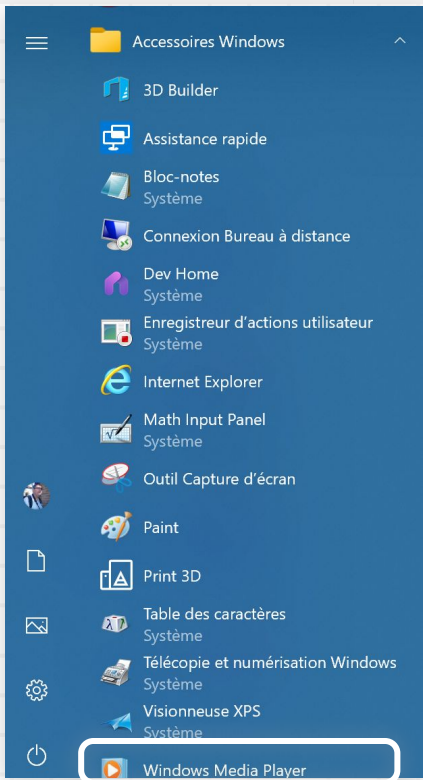 Accessoires Windows
3D Builder
Assistance rapide
Bloc-notes
Système
Connexion Bureau à distance
Dev Home
Système
Enregistreur d'actions utilisateur
Système
Internet Explorer
Math Input Panel
Système
Outil Capture d'écran
Paint
Print 3D
Table des caractères
Système
Télécopie et numérisation Windows
Système
Visionneuse XPS
Système
Windows Media Player